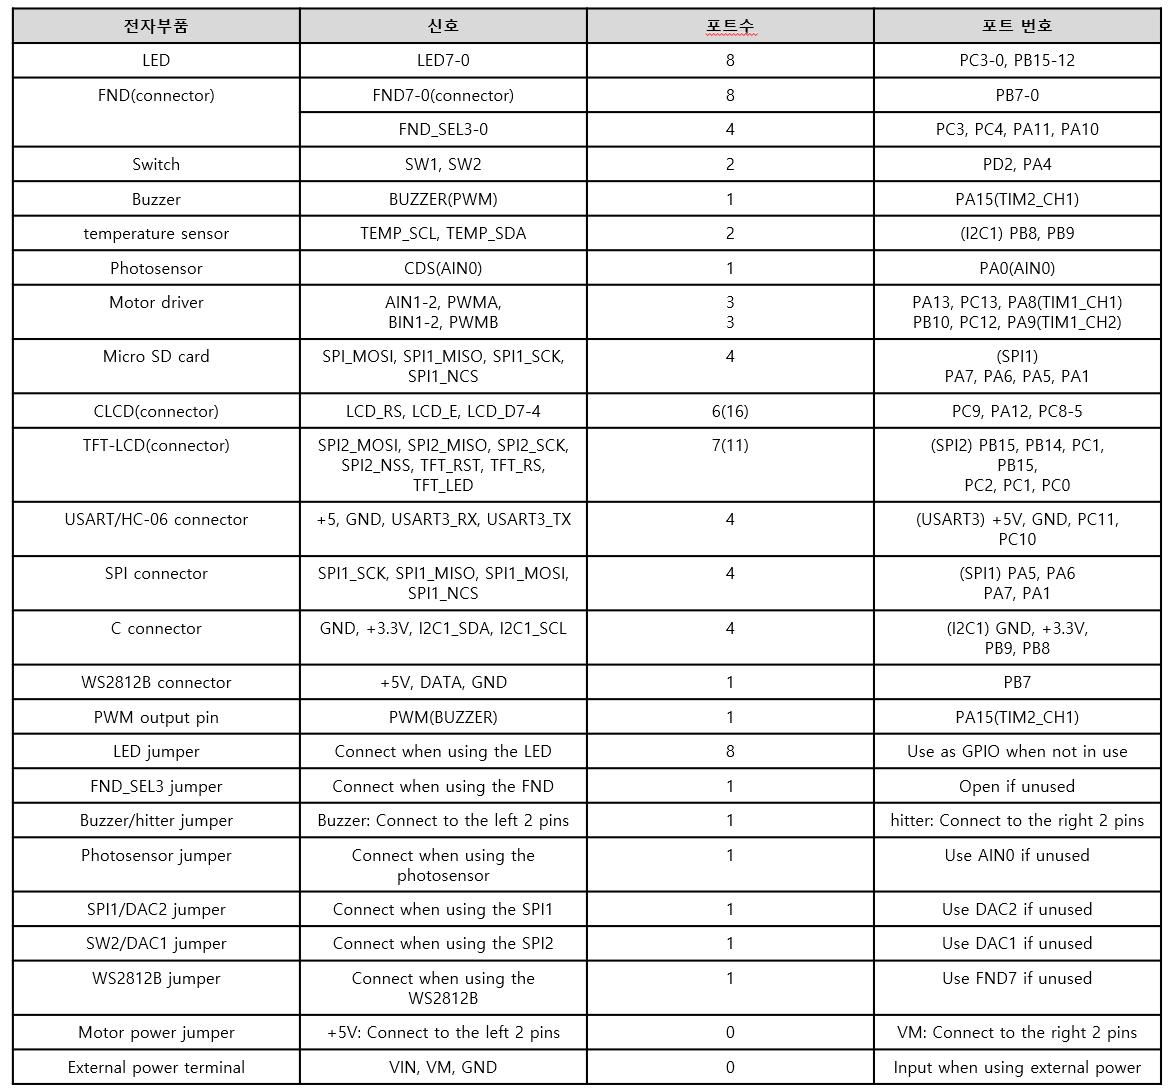 전자부품 신호 포트수 포트 번호
LED LED7-0 8 PC3-0, PB15-12
FND(connector) FND7-0(connector) 8 PB7-0
FND_SEL3-0 4 PC3, PC4, PA11, PA10
Switch SW1, SW2 2 PD2, PA4
Buzzer BUZZER(PWM) 1 PA15(TIM2_CH1)
temperature sensor TEMP_SCL, TEMP_SDA 2 (I2C1) PB8, PB9
Photosensor CDS(AIN0) 1 PA0(AIN0)
Motor driver AIN1-2, PWMA, 3 PA13, PC13, PA8(TIM1_CH1)
BIN1-2, PWMB 3 PB10, PC12, PA9(TIM1_CH2)
Micro SD card SPI_MOSI, SPI1_MISO, SPI1_SCK, 4 (SPI1)
SPI1_NCS PA7, PA6, PA5, PA1
CLCD(connector) LCD_RS, LCD_E, LCD_D7-4 6(16) PC9, PA12, PC8-5
TFT-LCD(connector) SPI2_MOSI, SPI2_MISO, SPI2_SCK, 7(11) (SPI2) PB15, PB14, PC1,
SPI2_NSS, TFT_RST, TFT_RS, PB15,
TFT_LED PC2, PC1, PC0
USART/HC-06 connector +5, GND, USART3_RX, USART3_TX 4 (USART3) +5V, GND, PC11,
PC10
SPI connector SPI1_SCK, SPI1_MISO, SPI1_MOSI, 4 (SPI1) PA5, PA6
SPI1_NCS PA7, PA1
C connector GND, +3.3V, I2C1_SDA, I2C1_SCL 4 (I2C1) GND, +3.3V,
PB9, PB8
WS2812B connector +5V, DATA, GND 1 PB7
PWM output pin PWM(BUZZER) 1 PA15(TIM2_CH1)
LED jumper Connect when using the LED 8 Use as GPIO when not in use
FND_SEL3 jumper Connect when using the FND 1 Open if unused
Buzzer/hitter jumper Buzzer: Connect to the left 2 pins 1 hitter: Connect to the right 2 pins
Photosensor jumper Connect when using the 1 Use AIN0 if unused
photosensor
SPI1/DAC2 jumper Connect when using the SPI1 1 Use DAC2 if unused
SW2/DAC1 jumper Connect when using the SPI2 1 Use DAC1 if unused
WS2812B jumper Connect when using the 1 Use FND7 if unused
WS2812B
Motor power jumper +5V: Connect to the left 2 pins 0 VM: Connect to the right 2 pins
External power terminal VIN, VM, GND 0 Input when using external power